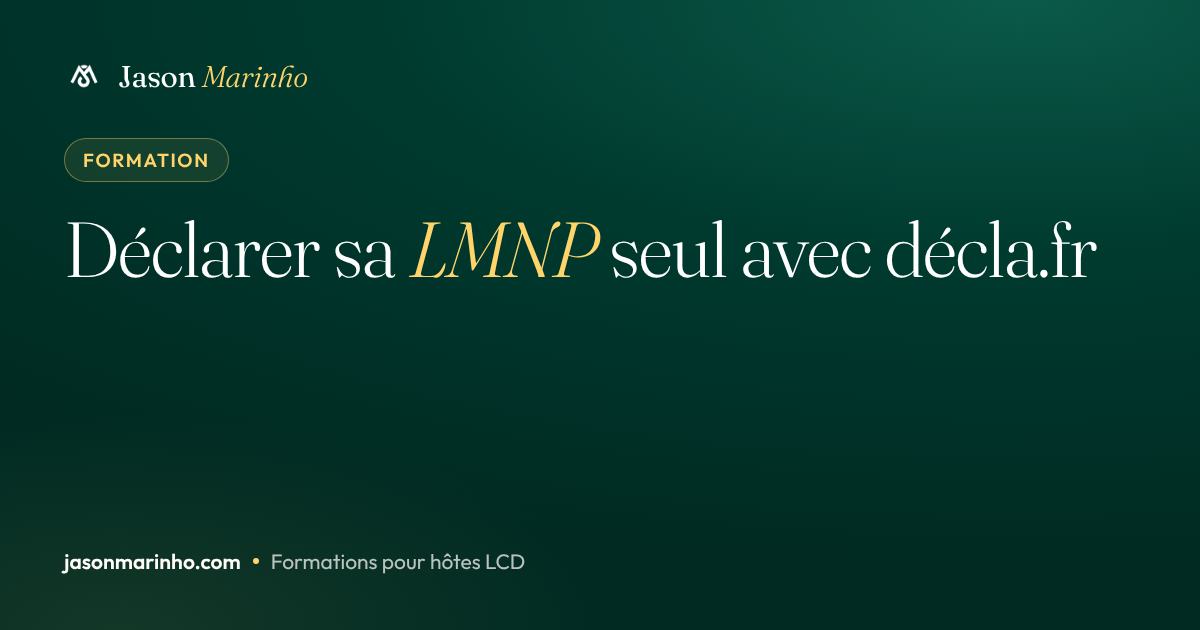 Jason Marinho
FORMATION
Déclarer sa LMNP seul avec décla.fr
jasonmarinho.com • Formations pour hôtes LCD